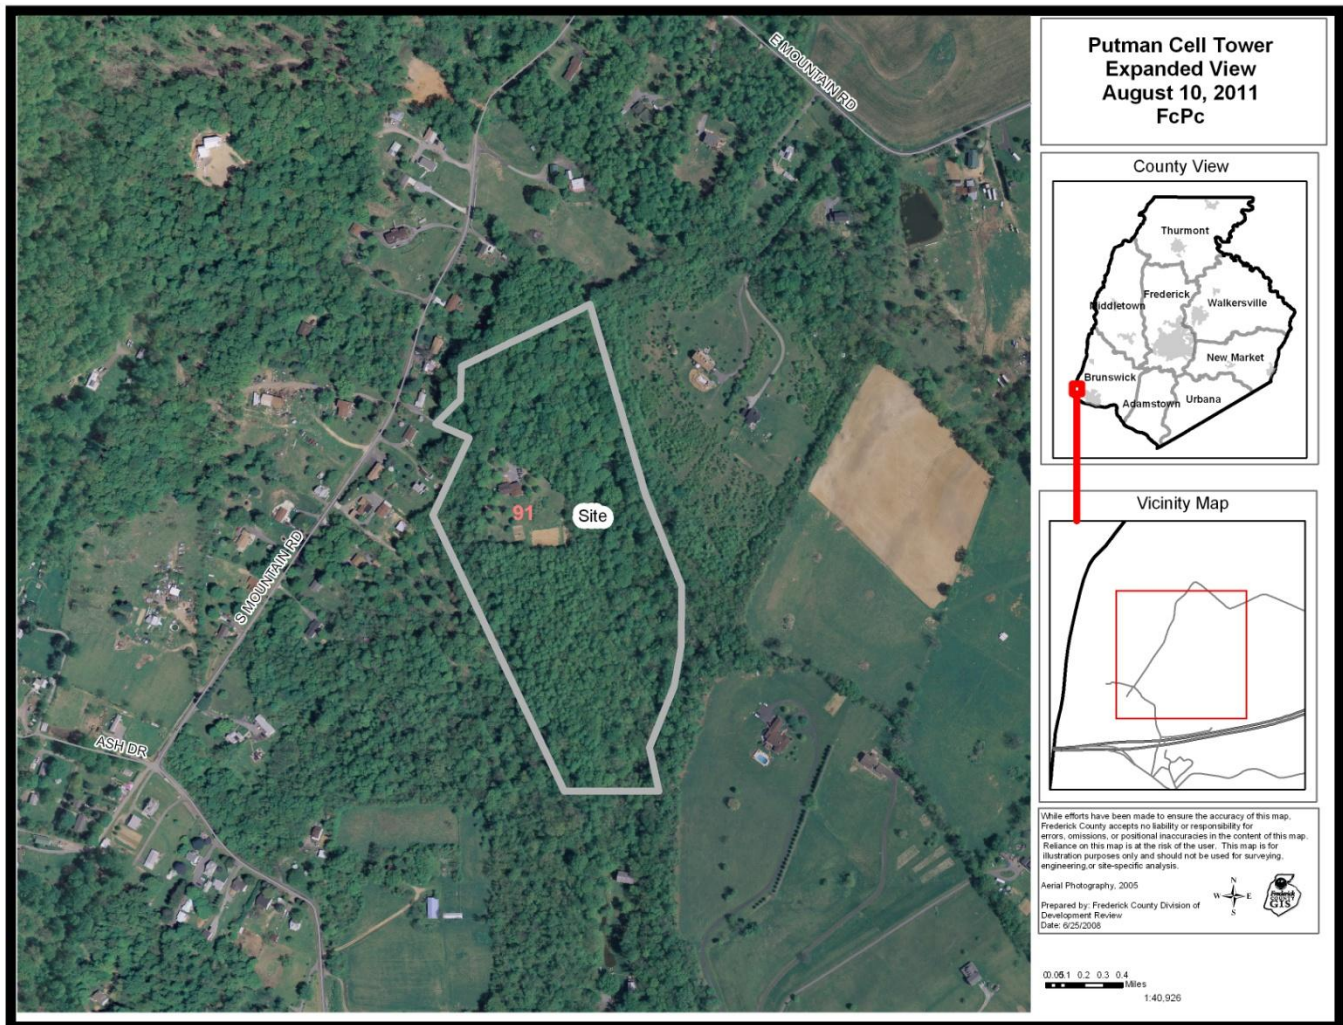 Putman Cell Tower
Expanded View
August 10, 2011
FcPc
County View
Thurmont
Frederick
Middletown
Walkersville
New Market
Brunswick
Urbana
Adamstown
Vicinity Map
E MOUNTAIN RD
S MOUNTAIN RD
ASH DR
91
Site
While efforts have been made to ensure the accuracy of this map,
Frederick County accepts no liability or responsibility for
errors, omissions, or positional inaccuracies in the content of this map.
Reliance on this map is at the risk of the user. This map is for
illustration purposes only and should not be used for surveying,
engineering,or site-specific analysis.
Aerial Photography, 2005
Prepared by: Frederick County Division of
Development Review
Date: 6/25/2008
N
W E
S
Frederick
COUNTY
GIS
0.1 0.2 0.3 0.4
Miles
1:40,926